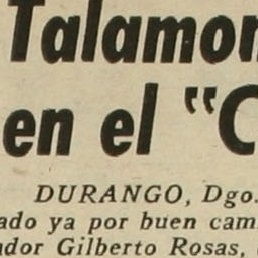 Talamon
en el "C
DURANGO, Dgo.
ado ya por buen cam
ador Gilberto Rosas,